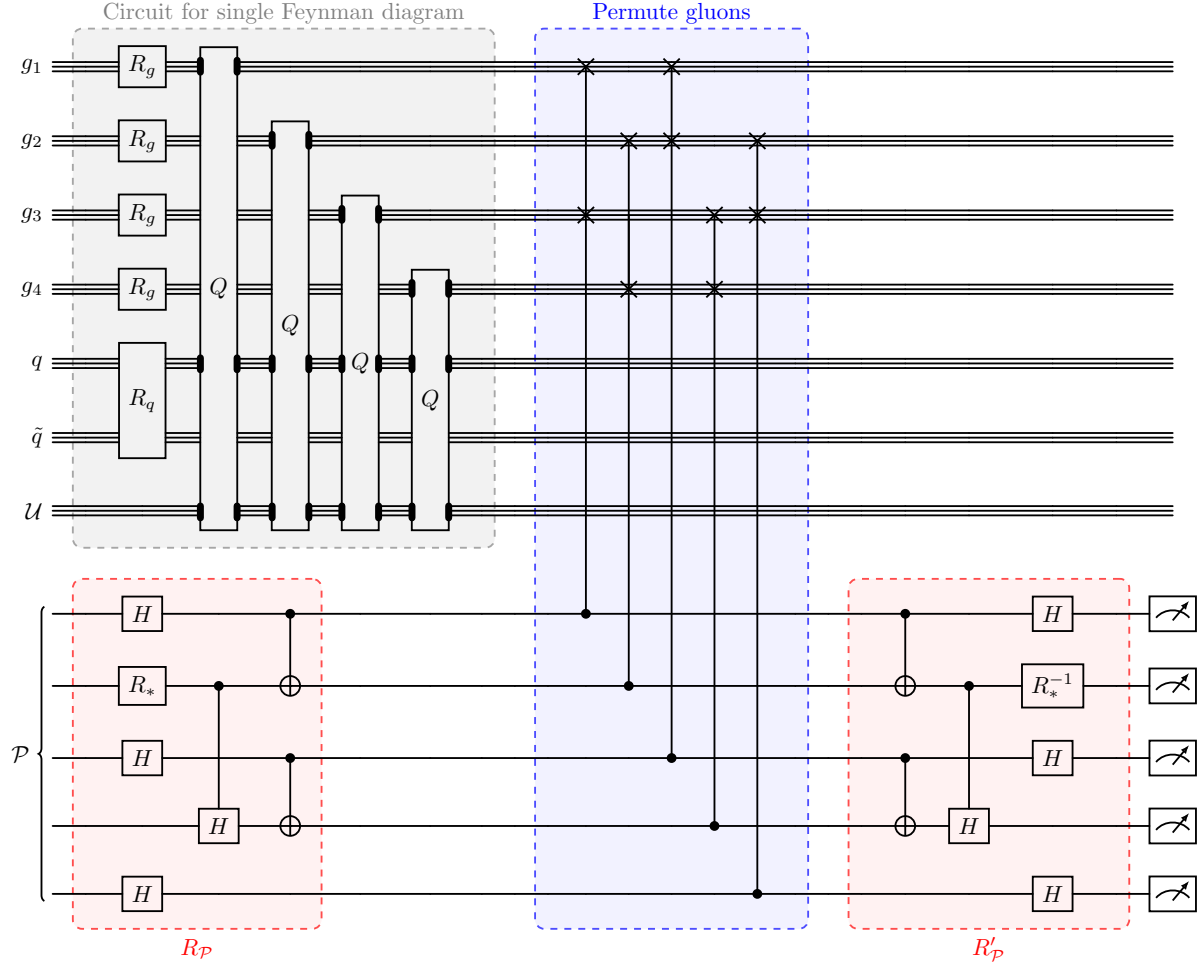 Circuit for single Feynman diagram
Permute gluons
g₁ R_g
g₂ R_g
g₃ R_g
Q
g₄ R_g
Q
q
Q
R_q
Q
q̃
𝒰
H
H
R_*
R_*⁻¹
𝒫
H
H
H
H
H
H
R_𝒫
R′_𝒫